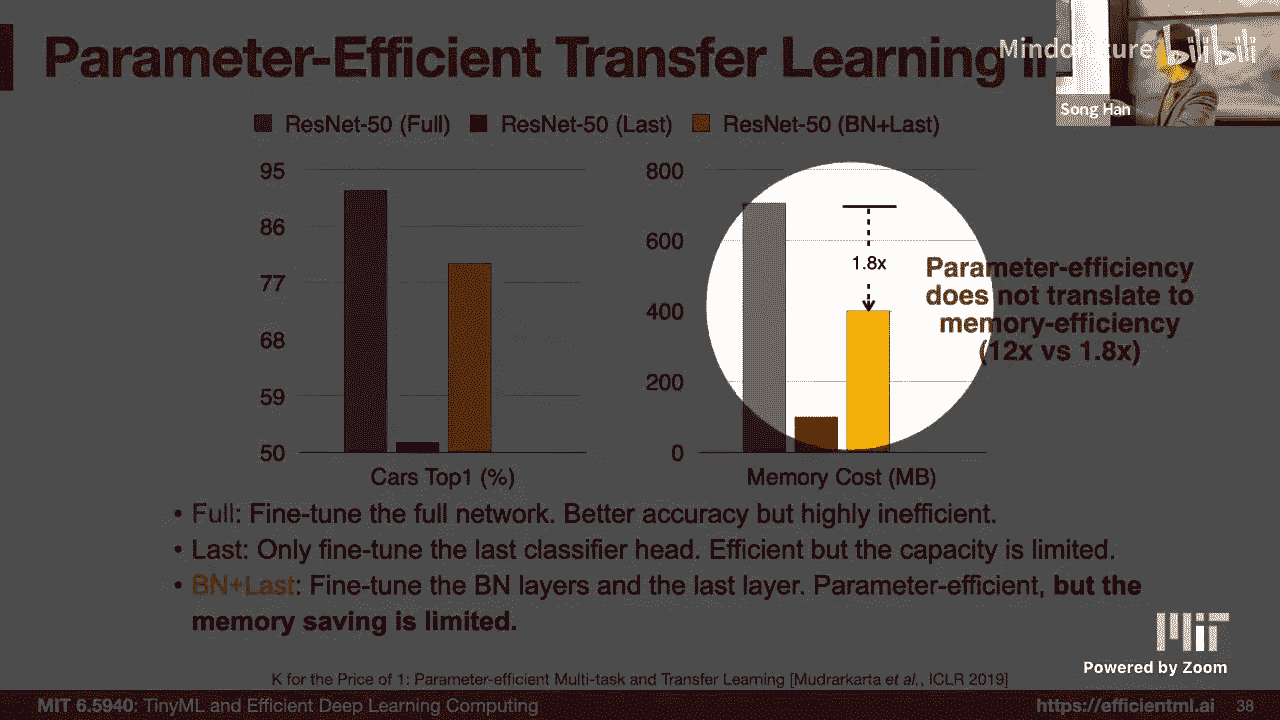 Parameter-Efficient Transfer Learning
Song Han
bilibili
ResNet-50 (Full) ResNet-50 (Last) ResNet-50 (BN+Last)
95
86
77
68
59
50
Cars Top1 (%)
800
600
400
200
0
1.8x
Memory Cost (MB)
Parameter-efficiency
does not translate to
memory-efficiency
(12x vs 1.8x)
• Full: Fine-tune the full network. Better accuracy but highly inefficient.
• Last: Only fine-tune the last classifier head. Efficient but the capacity is limited.
• BN+Last: Fine-tune the BN layers and the last layer. Parameter-efficient, but the
memory saving is limited.
MIT
Powered by Zoom
K for the Price of 1: Parameter-efficient Multi-task and Transfer Learning [Mudrarkarta et al., ICLR 2019]
MIT 6.5940: TinyML and Efficient Deep Learning Computing
https://efficientml.ai 38